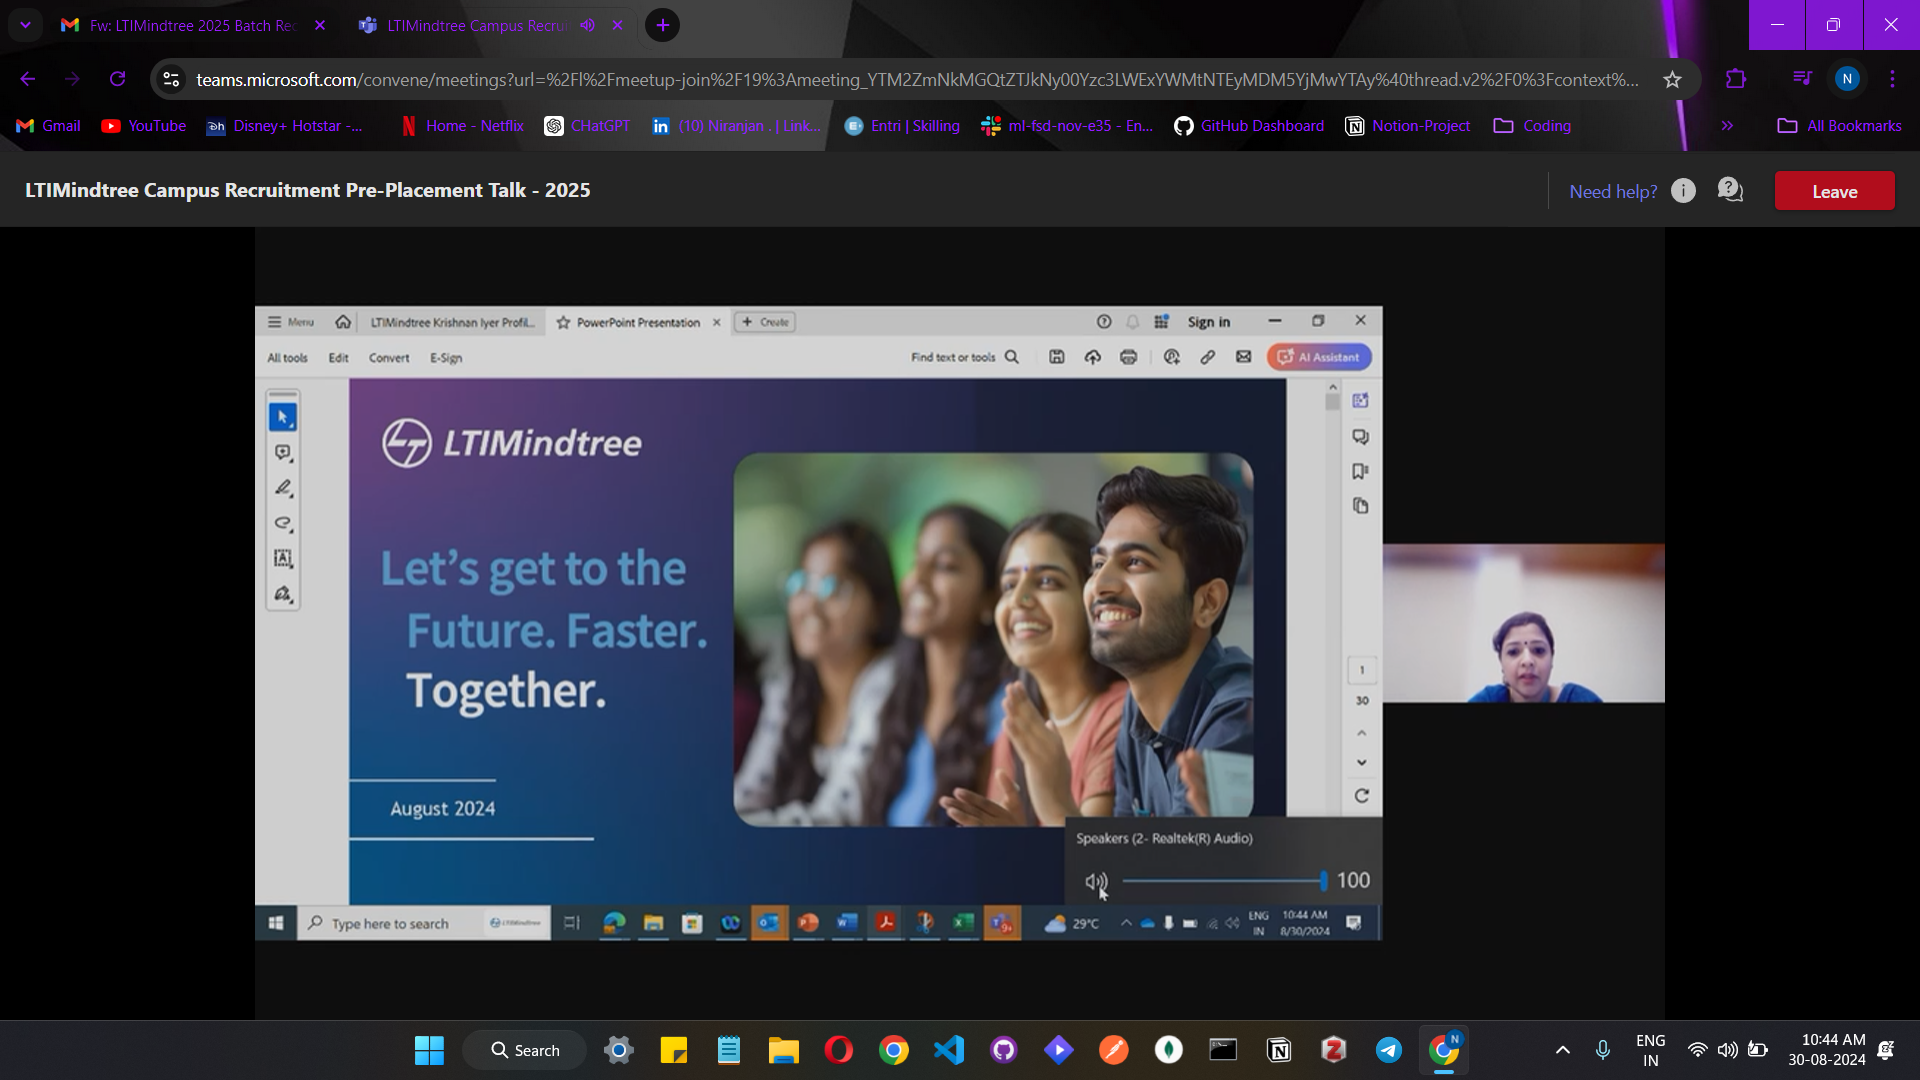 Fw: LTIMindtree 2025 Batch Rec
LTIMindtree Campus Recruit
teams.microsoft.com/convene/meetings?url=%2Fl%2Fmeetup-join%2F19%3Ameeting_YTM2ZmNkMGQtZTJkNy00Yzc3LWExYWMtNTEyMDM5YjMwYTAy%40thread.v2%2F0%3Fcontext%...
N
Gmail
YouTube
Disney+ Hotstar -...
Home - Netflix
CHatGPT
(10) Niranjan . | Link...
Entri | Skilling
ml-fsd-nov-e35 - En...
GitHub Dashboard
Notion-Project
Coding
All Bookmarks
LTIMindtree Campus Recruitment Pre-Placement Talk - 2025
Need help?
Leave
Menu
LTIMindtree Krishnan Iyer Profil...
PowerPoint Presentation
Create
Sign in
All tools
Edit
Convert
E-Sign
Find text or tools
AI Assistant
LTIMindtree
Let's get to the
Future. Faster.
Together.
August 2024
1
30
Speakers (2- Realtek(R) Audio)
100
Type here to search
LTIMindtree
29°C
ENG
IN
10:44 AM
8/30/2024
Search
ENG
IN
10:44 AM
30-08-2024